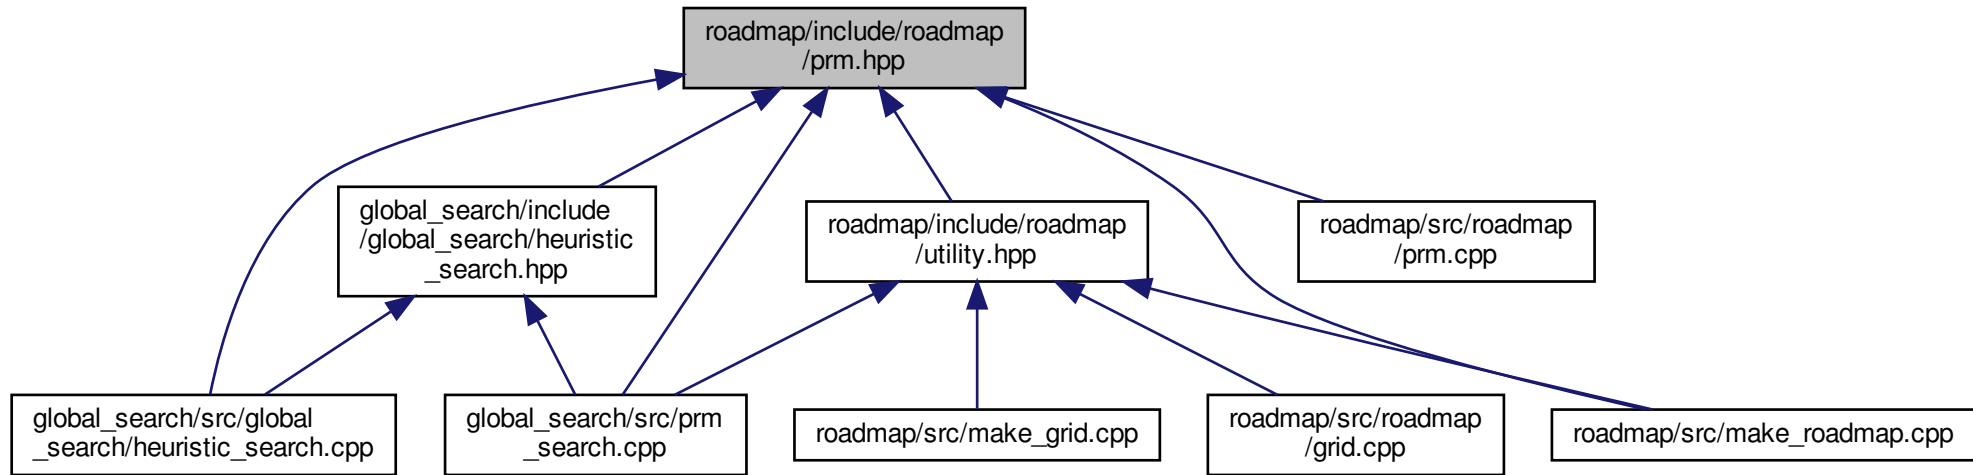 roadmap/include/roadmap
/prm.hpp
global_search/include
/global_search/heuristic
_search.hpp
roadmap/include/roadmap
/utility.hpp
roadmap/src/roadmap
/prm.cpp
global_search/src/global
_search/heuristic_search.cpp
global_search/src/prm
_search.cpp
roadmap/src/make_grid.cpp
roadmap/src/roadmap
/grid.cpp
roadmap/src/make_roadmap.cpp